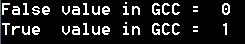 False value in GCC =  0
True  value in GCC =  1